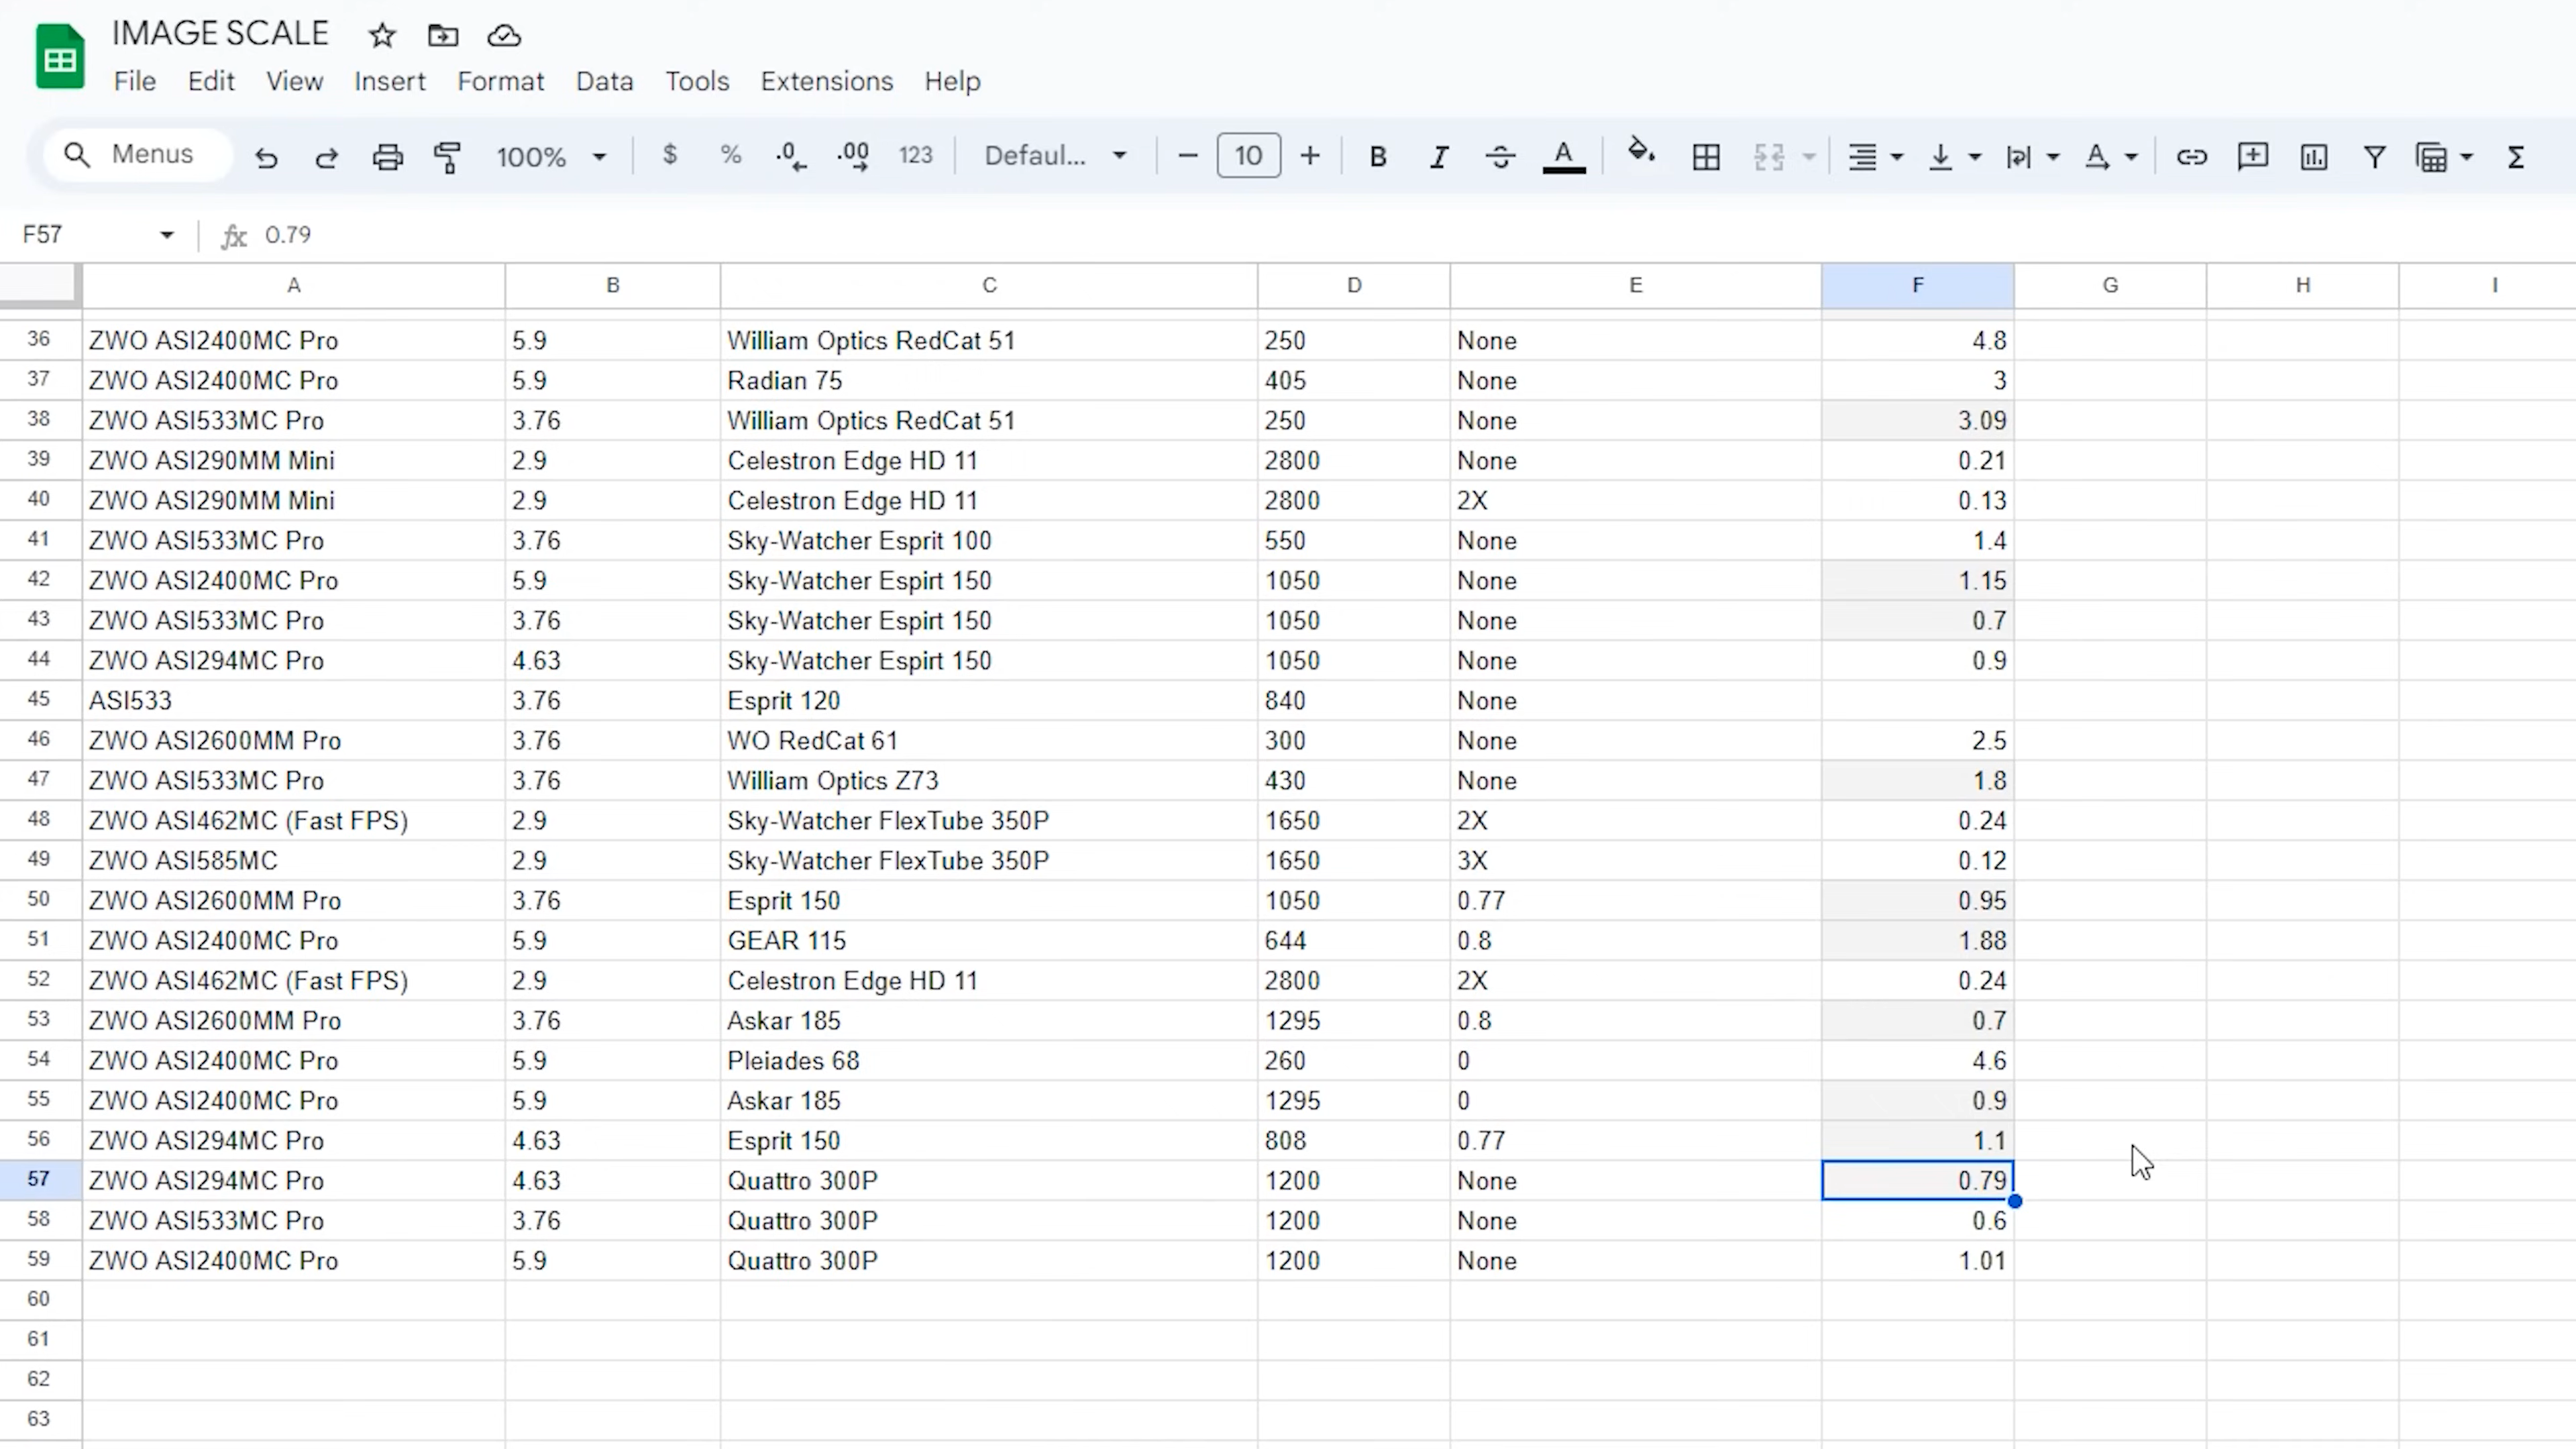 IMAGE SCALE
File Edit View Insert Format Data Tools Extensions Help
Menus 100% $ % .0 .00 123 Defaul... 10 B I A
F57 fx 0.79
A B C D E F G H I
36 ZWO ASI2400MC Pro 5.9 William Optics RedCat 51 250 None 4.8
37 ZWO ASI2400MC Pro 5.9 Radian 75 405 None 3
38 ZWO ASI533MC Pro 3.76 William Optics RedCat 51 250 None 3.09
39 ZWO ASI290MM Mini 2.9 Celestron Edge HD 11 2800 None 0.21
40 ZWO ASI290MM Mini 2.9 Celestron Edge HD 11 2800 2X 0.13
41 ZWO ASI533MC Pro 3.76 Sky-Watcher Esprit 100 550 None 1.4
42 ZWO ASI2400MC Pro 5.9 Sky-Watcher Espirt 150 1050 None 1.15
43 ZWO ASI533MC Pro 3.76 Sky-Watcher Espirt 150 1050 None 0.7
44 ZWO ASI294MC Pro 4.63 Sky-Watcher Espirt 150 1050 None 0.9
45 ASI533 3.76 Esprit 120 840 None
46 ZWO ASI2600MM Pro 3.76 WO RedCat 61 300 None 2.5
47 ZWO ASI533MC Pro 3.76 William Optics Z73 430 None 1.8
48 ZWO ASI462MC (Fast FPS) 2.9 Sky-Watcher FlexTube 350P 1650 2X 0.24
49 ZWO ASI585MC 2.9 Sky-Watcher FlexTube 350P 1650 3X 0.12
50 ZWO ASI2600MM Pro 3.76 Esprit 150 1050 0.77 0.95
51 ZWO ASI2400MC Pro 5.9 GEAR 115 644 0.8 1.88
52 ZWO ASI462MC (Fast FPS) 2.9 Celestron Edge HD 11 2800 2X 0.24
53 ZWO ASI2600MM Pro 3.76 Askar 185 1295 0.8 0.7
54 ZWO ASI2400MC Pro 5.9 Pleiades 68 260 0 4.6
55 ZWO ASI2400MC Pro 5.9 Askar 185 1295 0 0.9
56 ZWO ASI294MC Pro 4.63 Esprit 150 808 0.77 1.1
57 ZWO ASI294MC Pro 4.63 Quattro 300P 1200 None 0.79
58 ZWO ASI533MC Pro 3.76 Quattro 300P 1200 None 0.6
59 ZWO ASI2400MC Pro 5.9 Quattro 300P 1200 None 1.01
60
61
62
63